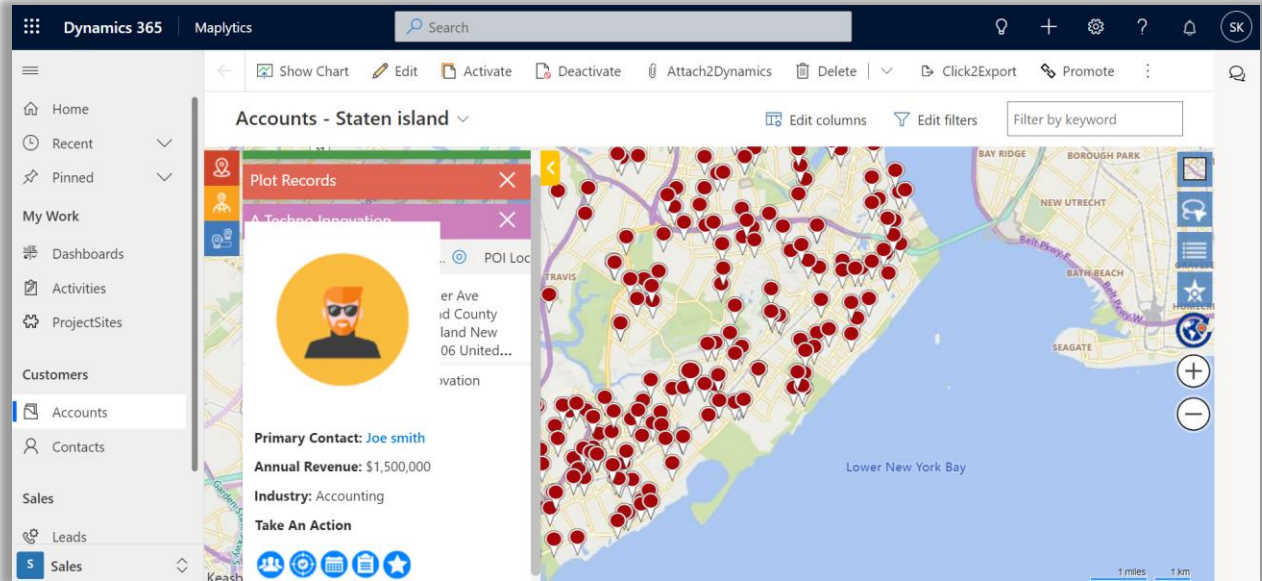 Dynamics 365 Maplytics Search SK
Show Chart Edit Activate Deactivate Attach2Dynamics Delete Click2Export Promote
Home
Recent
Pinned
My Work
Dashboards
Activities
ProjectSites
Customers
Accounts
Contacts
Sales
Leads
S Sales
Accounts - Staten island Edit columns Edit filters Filter by keyword
Plot Records
A Techno Innovation
POI Loc
er Ave
d County
land New
06 United...
ovation
Primary Contact: Joe smith
Annual Revenue: $1,500,000
Industry: Accounting
Take An Action
BAY RIDGE
BOROUGH PARK
NEW UTRECHT
Belt Pkwy E
TRAVIS
BATH BEACH
Belt Pkwy W
SEAGATE
Lower New York Bay
1 miles 1 km